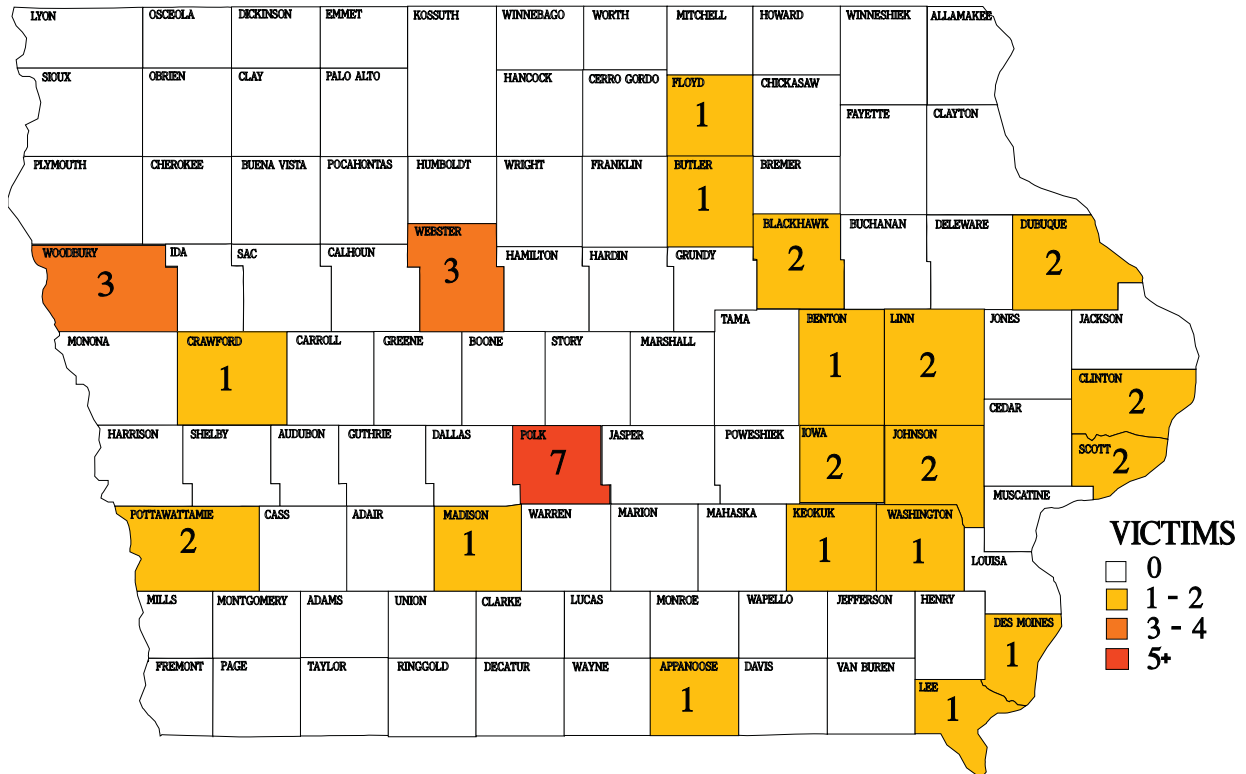 LYON OSCEOLA DICKINSON EMMET KOSSUTH WINNEBAGO WORTH MITCHELL HOWARD WINNESHIEK ALLAMAKEE
SIOUX OBRIEN CLAY PALO ALTO HANCOCK CERRO GORDO FLOYD CHICKASAW
1
FAYETTE CLAYTON
PLYMOUTH CHEROKEE BUENA VISTA POCAHONTAS HUMBOLDT WRIGHT FRANKLIN BUTLER BREMER
1
WEBSTER BLACKHAWK BUCHANAN DELEWARE DUBUQUE
WOODBURY IDA SAC CALHOUN HAMILTON HARDIN GRUNDY
3 3 2 2
TAMA BENTON LINN JONES JACKSON
MONONA CRAWFORD CARROLL GREENE BOONE STORY MARSHALL
1 1 2
CLINTON
2
CEDAR
HARRISON SHELBY AUDUBON GUTHRIE DALLAS POLK JASPER POWESHIEK IOWA JOHNSON
SCOTT 2
7 2 2
MUSCATINE
POTTAWATTAMIE CASS ADAIR MADISON WARREN MARION MAHASKA KEOKUK WASHINGTON
2 1 1 1
LOUISA
MILLS MONTGOMERY ADAMS UNION CLARKE LUCAS MONROE WAPELLO JEFFERSON HENRY
DES MOINES
1
FREMONT PAGE TAYLOR RINGGOLD DECATUR WAYNE APPANOOSE DAVIS VAN BUREN
1
LEE
1
VICTIMS
0
1 - 2
3 - 4
5+